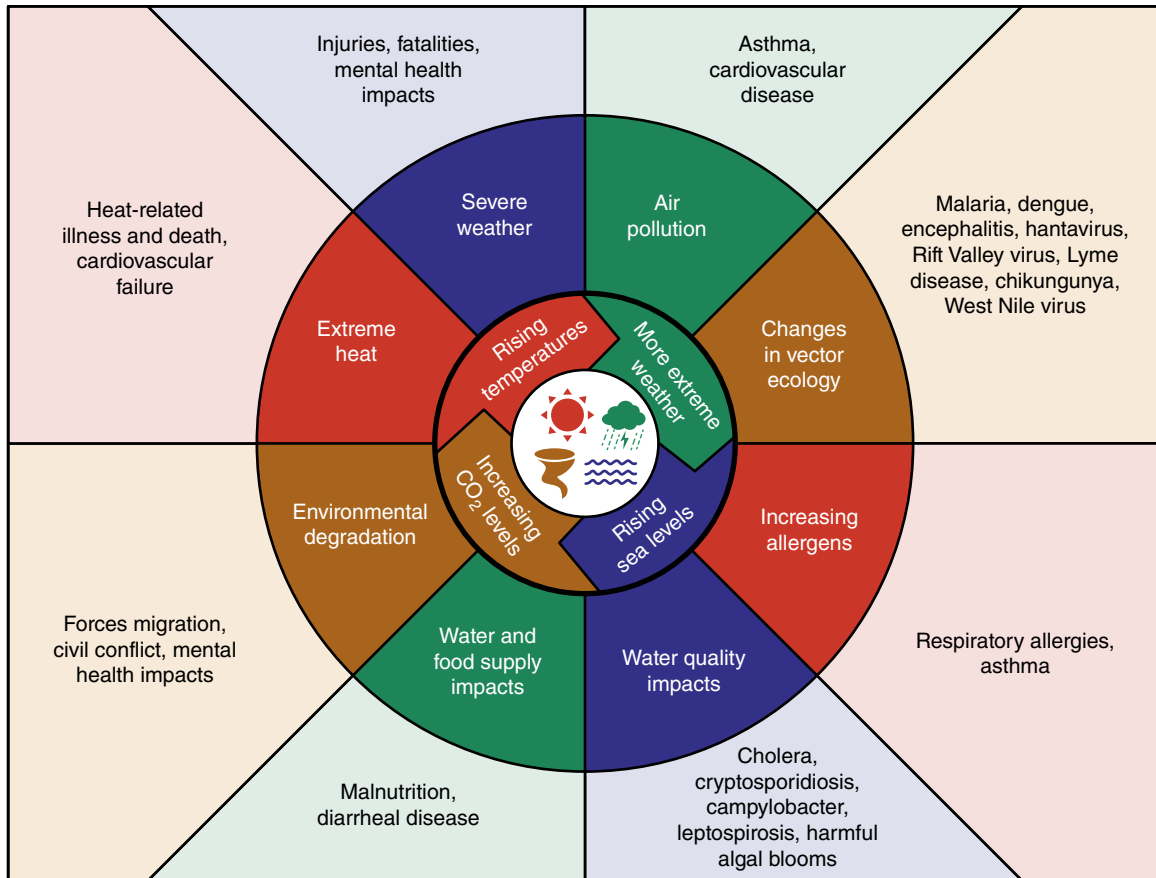 Injuries, fatalities,
mental health
impacts
Asthma,
cardiovascular
disease
Heat-related
illness and death,
cardiovascular
failure
Severe
weather
Air
pollution
Malaria, dengue,
encephalitis, hantavirus,
Rift Valley virus, Lyme
disease, chikungunya,
West Nile virus
Extreme
heat
Rising
temperatures
More extreme
weather
Changes
in vector
ecology
Environmental
degradation
Increasing
CO₂ levels
Rising
sea levels
Increasing
allergens
Forces migration,
civil conflict, mental
health impacts
Water and
food supply
impacts
Water quality
impacts
Respiratory allergies,
asthma
Malnutrition,
diarrheal disease
Cholera,
cryptosporidiosis,
campylobacter,
leptospirosis, harmful
algal blooms